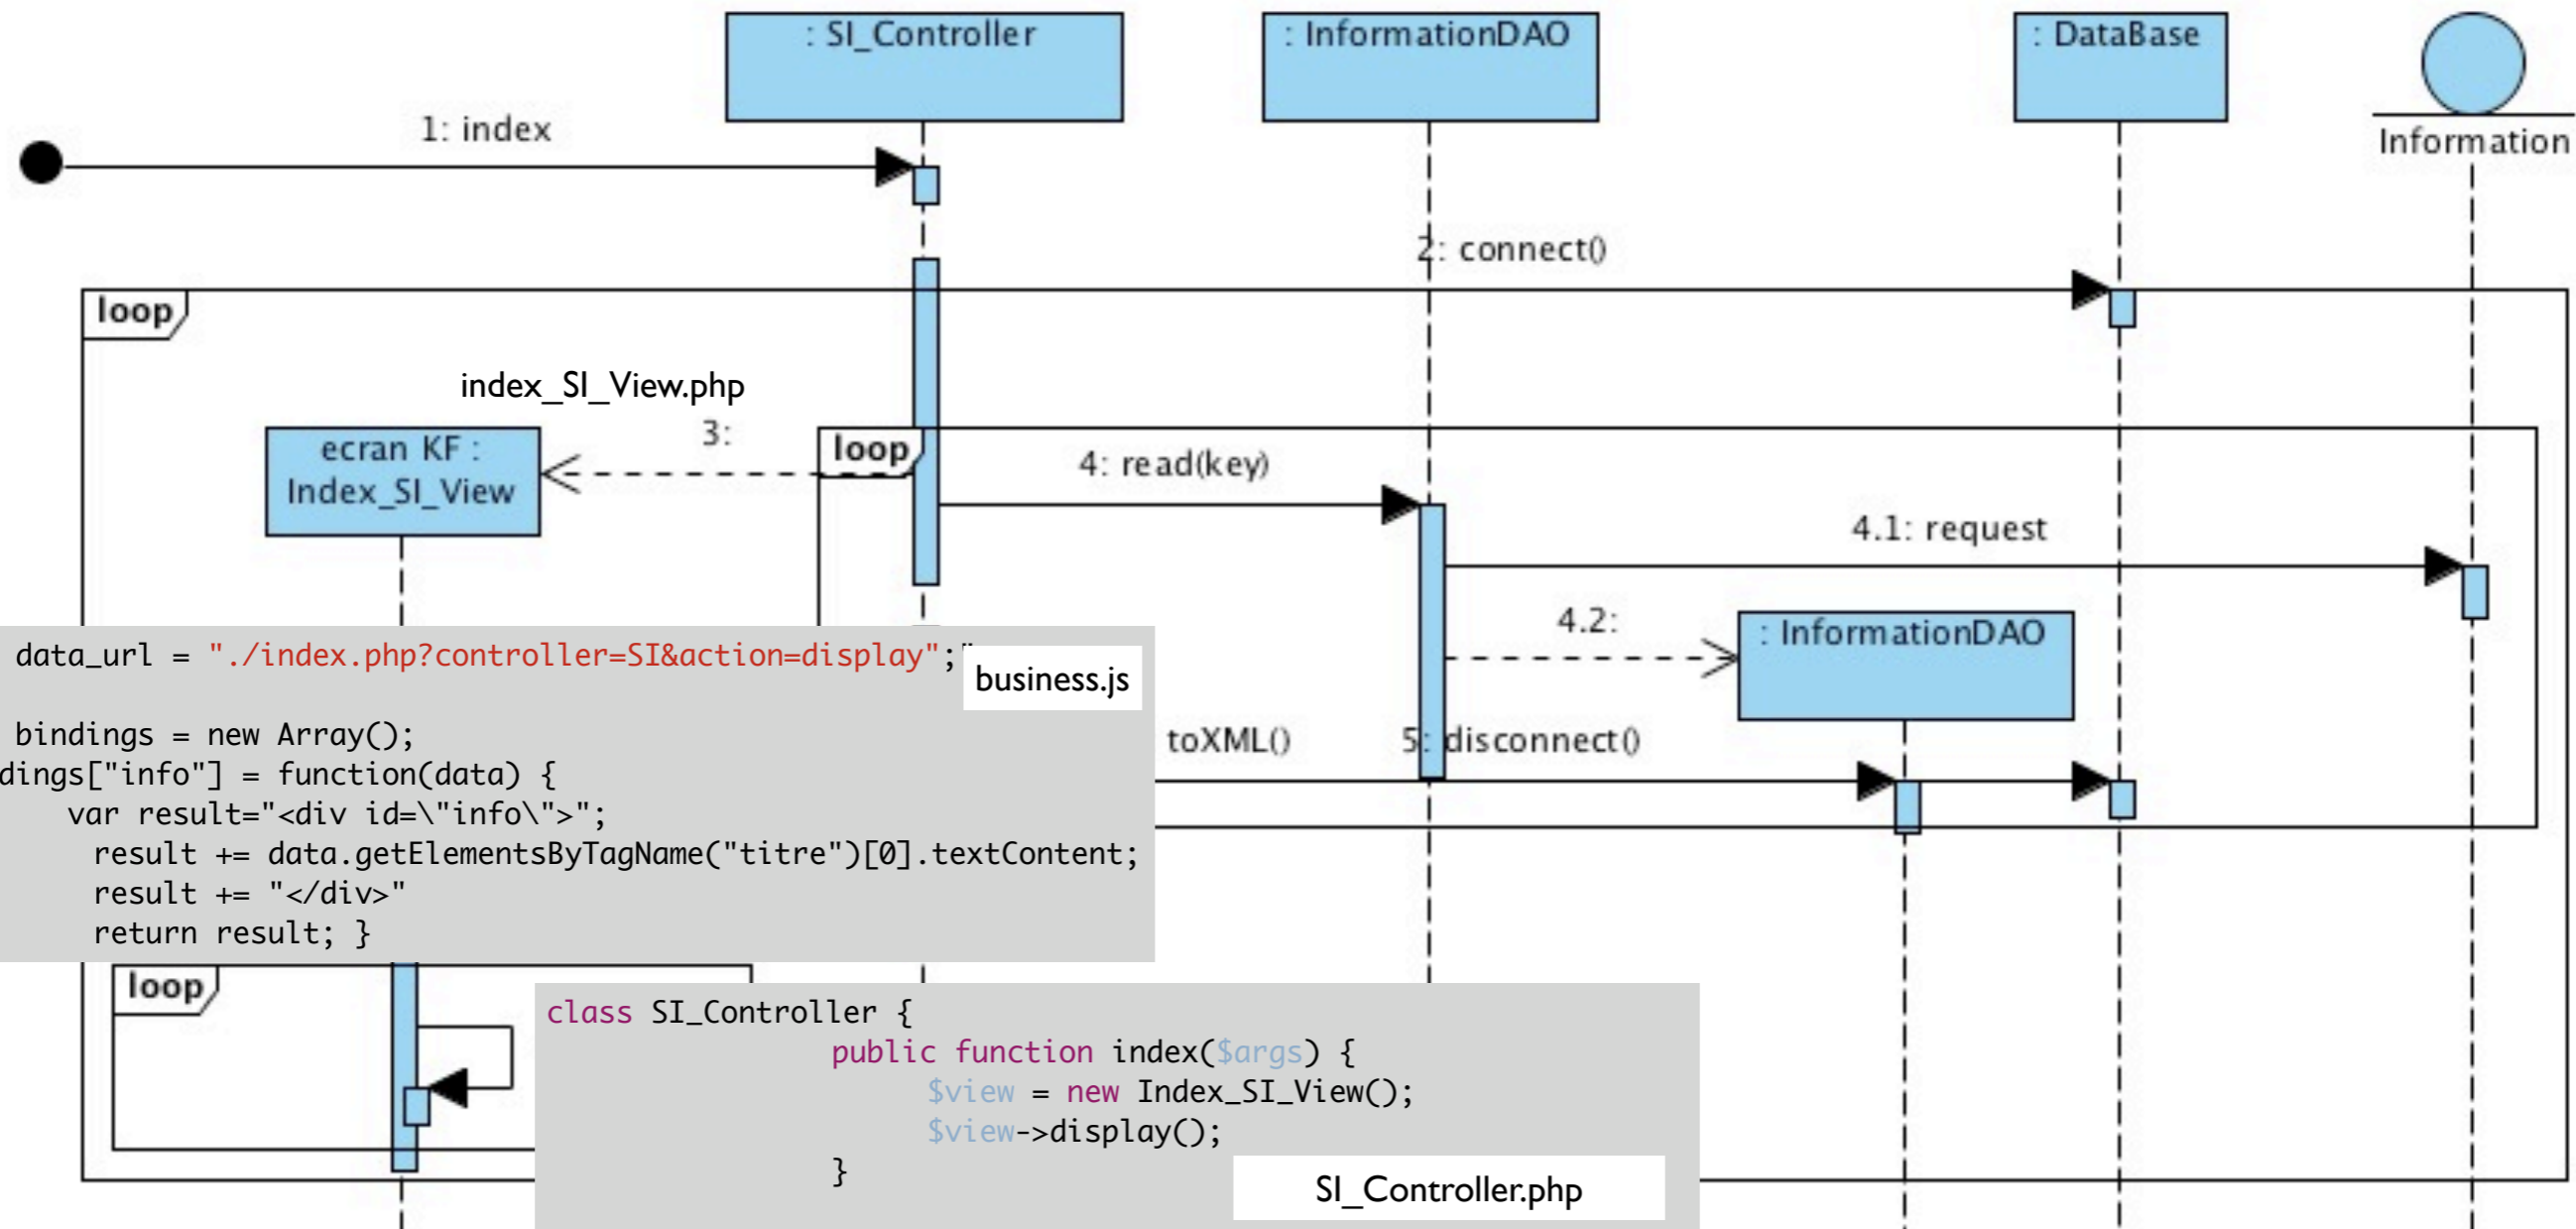 : SI_Controller
: InformationDAO
: DataBase
Information
1: index
2: connect()
loop
index_SI_View.php
3:
ecran KF :
Index_SI_View
loop
4: read(key)
4.1: request
4.2:
: InformationDAO
data_url = "./index.php?controller=SI&action=display";"
business.js
bindings = new Array();
dings["info"] = function(data) {
var result="<div id=\"info\">";
result += data.getElementsByTagName("titre")[0].textContent;
result += "</div>"
return result; }
toXML()
5: disconnect()
loop
class SI_Controller {
public function index($args) {
$view = new Index_SI_View();
$view->display();
}
SI_Controller.php